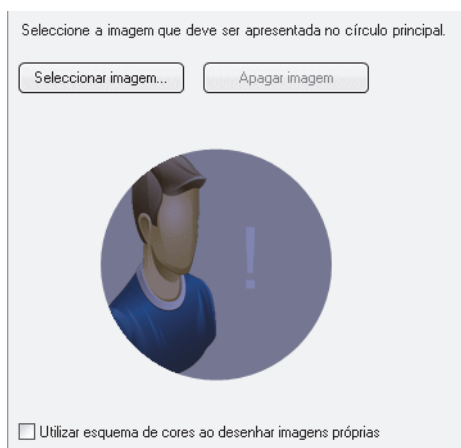 Seleccione a imagem que deve ser apresentada no círculo principal.
Seleccionar imagem...
Apagar imagem
!
Utilizar esquema de cores ao desenhar imagens próprias